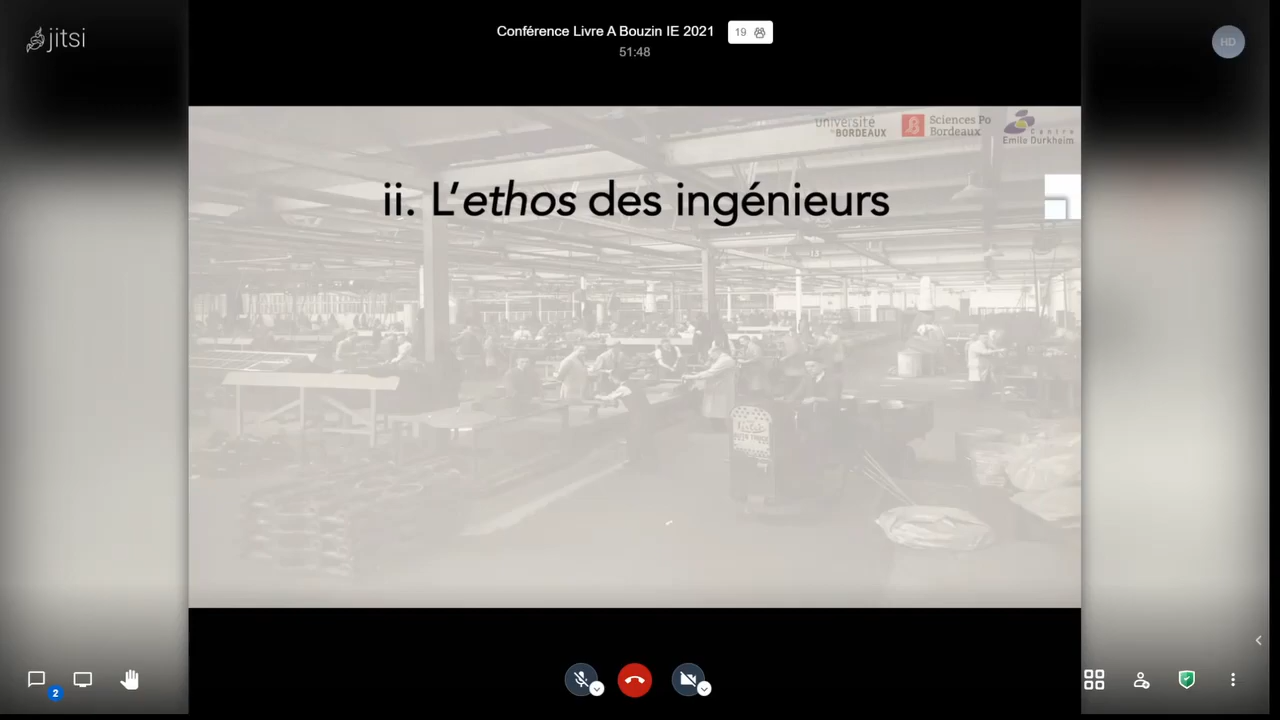 jitsi
Conférence Livre A Bouzin IE 2021
19
51:48
HD
université
de BORDEAUX
Sciences Po
Bordeaux
Centre
Emile Durkheim
ii. L'ethos des ingénieurs
2